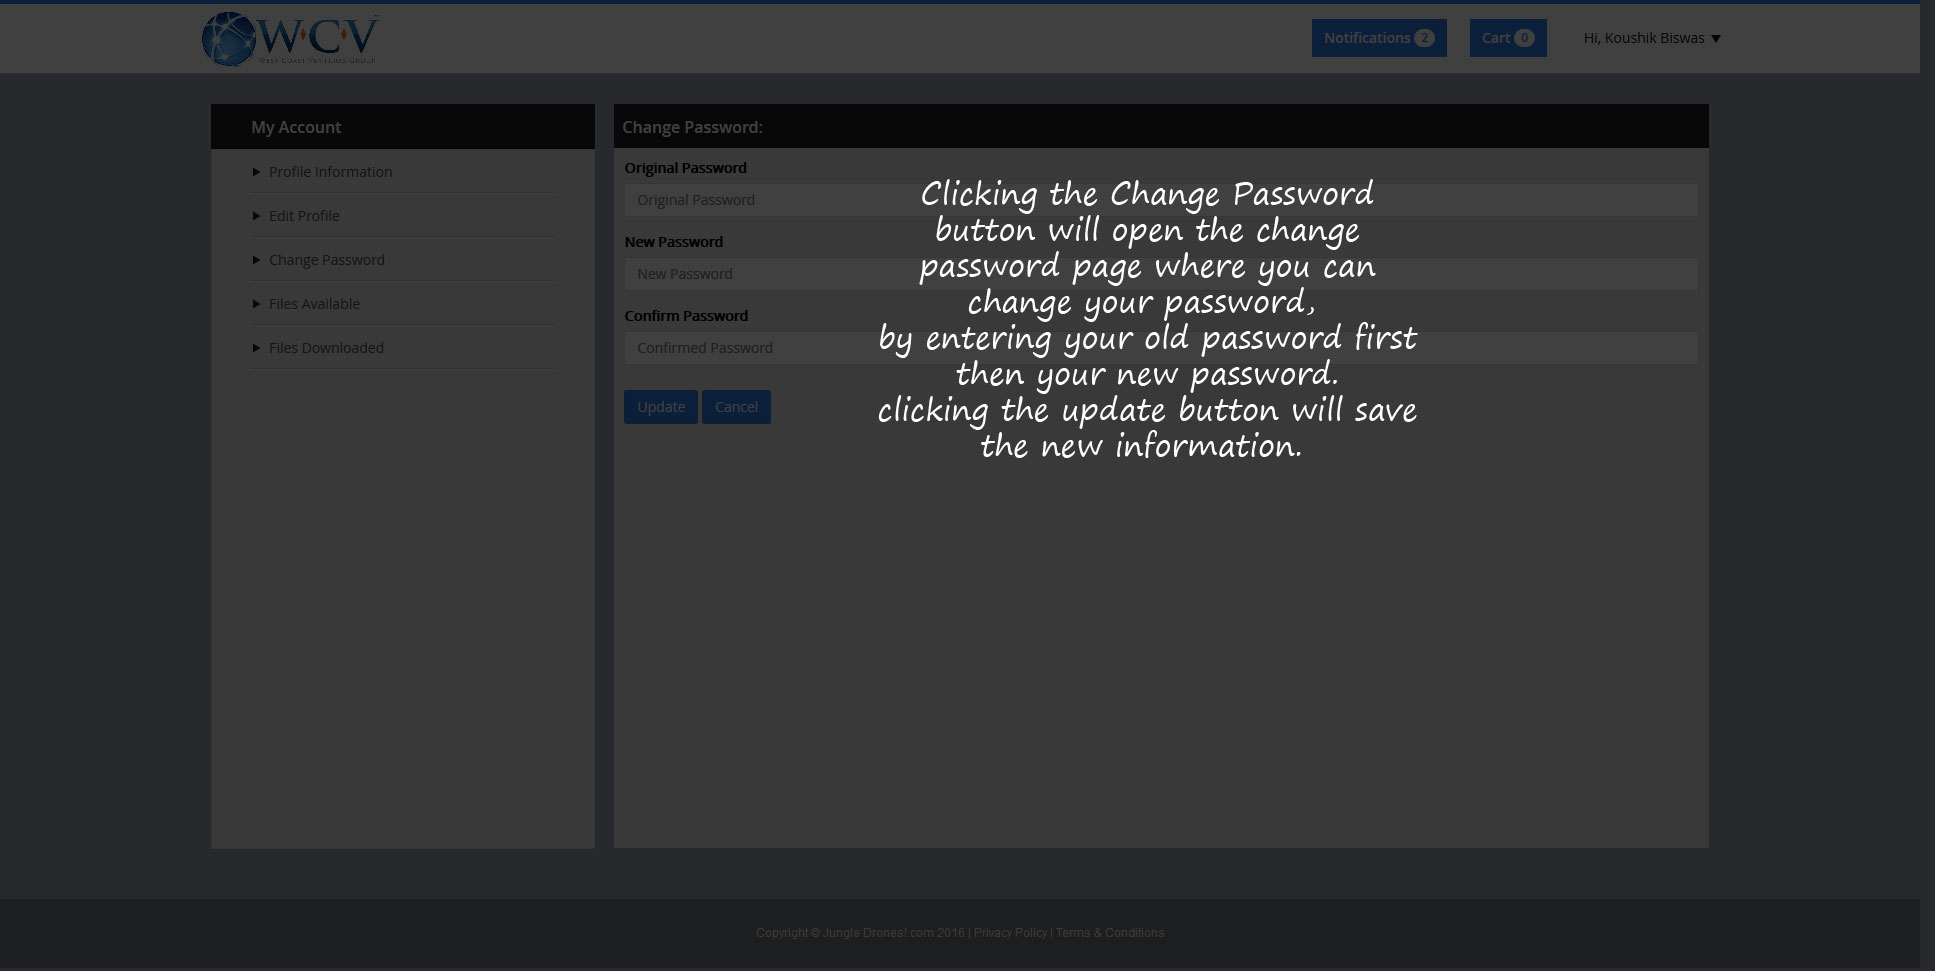 W·C·V
WEST COAST VENTURES GROUP
Notifications 2
Cart 0
Hi, Koushik Biswas
My Account
Profile Information
Edit Profile
Change Password
Files Available
Files Downloaded
Change Password:
Original Password
Original Password
New Password
New Password
Confirm Password
Confirmed Password
Update
Cancel
Clicking the Change Password
button will open the change
password page where you can
change your password,
by entering your old password first
then your new password.
clicking the update button will save
the new information.
Copyright © Jungle Drones!.com 2016 | Privacy Policy | Terms & Conditions